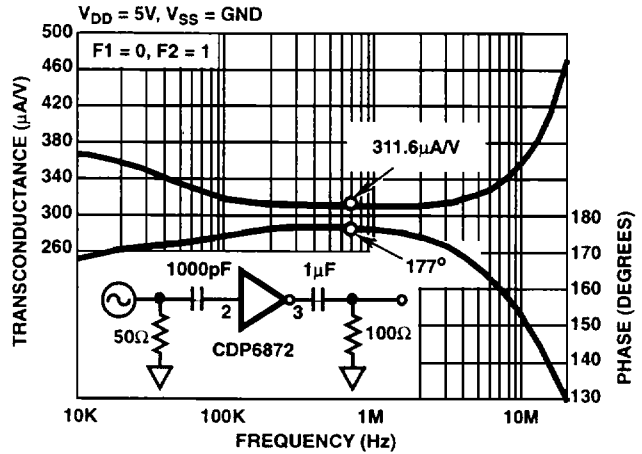 V_DD = 5V, V_SS = GND
F1 = 0, F2 = 1
TRANSCONDUCTANCE (µA/V)
500
460
420
380
340
300
260
311.6µA/V
177°
180
170
160
150
140
130
PHASE (DEGREES)
1000pF
1µF
2
3
50Ω
100Ω
CDP6872
10K
100K
1M
10M
FREQUENCY (Hz)